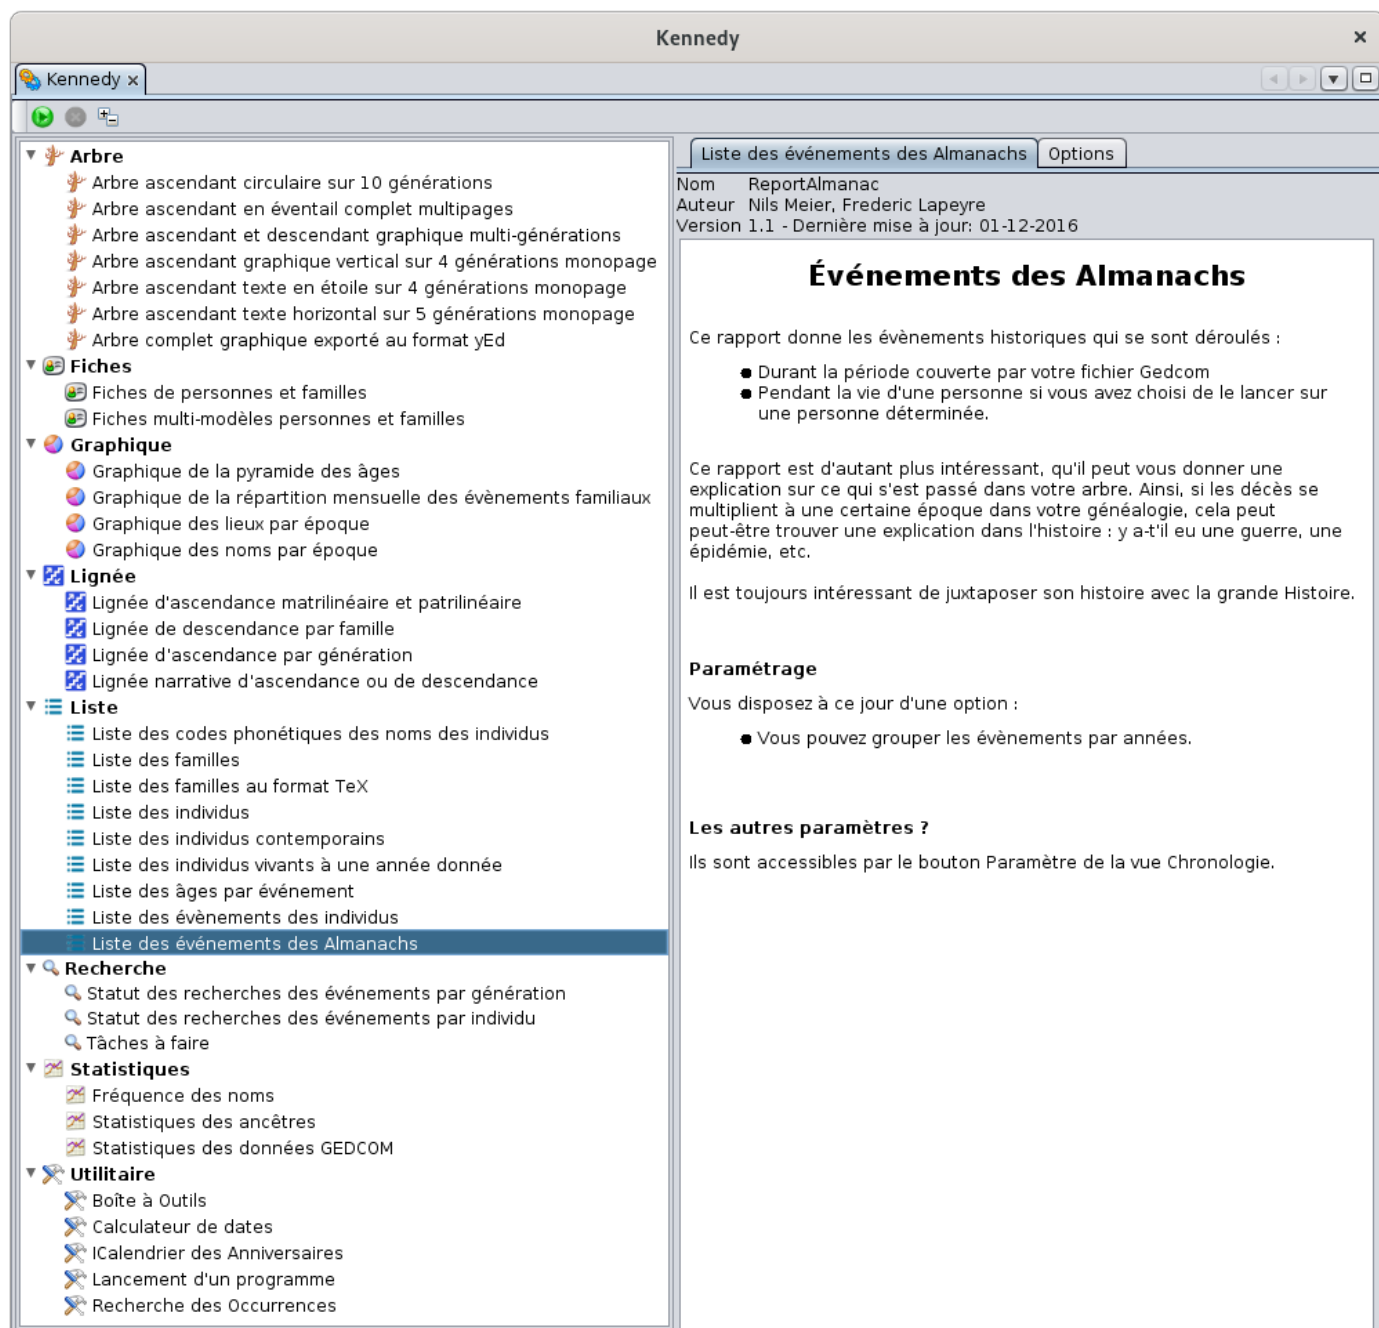 Kennedy
Kennedy
Arbre
Arbre ascendant circulaire sur 10 générations
Arbre ascendant en éventail complet multipages
Arbre ascendant et descendant graphique multi-générations
Arbre ascendant graphique vertical sur 4 générations monopage
Arbre ascendant texte en étoile sur 4 générations monopage
Arbre ascendant texte horizontal sur 5 générations monopage
Arbre complet graphique exporté au format yEd
Fiches
Fiches de personnes et familles
Fiches multi-modèles personnes et familles
Graphique
Graphique de la pyramide des âges
Graphique de la répartition mensuelle des évènements familiaux
Graphique des lieux par époque
Graphique des noms par époque
Lignée
Lignée d'ascendance matrilinéaire et patrilinéaire
Lignée de descendance par famille
Lignée d'ascendance par génération
Lignée narrative d'ascendance ou de descendance
Liste
Liste des codes phonétiques des noms des individus
Liste des familles
Liste des familles au format TeX
Liste des individus
Liste des individus contemporains
Liste des individus vivants à une année donnée
Liste des âges par événement
Liste des évènements des individus
Liste des événements des Almanachs
Recherche
Statut des recherches des événements par génération
Statut des recherches des événements par individu
Tâches à faire
Statistiques
Fréquence des noms
Statistiques des ancêtres
Statistiques des données GEDCOM
Utilitaire
Boîte à Outils
Calculateur de dates
ICalendrier des Anniversaires
Lancement d'un programme
Recherche des Occurrences
Liste des événements des Almanachs Options
Nom ReportAlmanac
Auteur Nils Meier, Frederic Lapeyre
Version 1.1 - Dernière mise à jour: 01-12-2016
Événements des Almanachs
Ce rapport donne les évènements historiques qui se sont déroulés :
● Durant la période couverte par votre fichier Gedcom
● Pendant la vie d'une personne si vous avez choisi de le lancer sur
une personne déterminée.
Ce rapport est d'autant plus intéressant, qu'il peut vous donner une
explication sur ce qui s'est passé dans votre arbre. Ainsi, si les décès se
multiplient à une certaine époque dans votre généalogie, cela peut
peut-être trouver une explication dans l'histoire : y a-t'il eu une guerre, une
épidémie, etc.
Il est toujours intéressant de juxtaposer son histoire avec la grande Histoire.
Paramétrage
Vous disposez à ce jour d'une option :
● Vous pouvez grouper les évènements par années.
Les autres paramètres ?
Ils sont accessibles par le bouton Paramètre de la vue Chronologie.